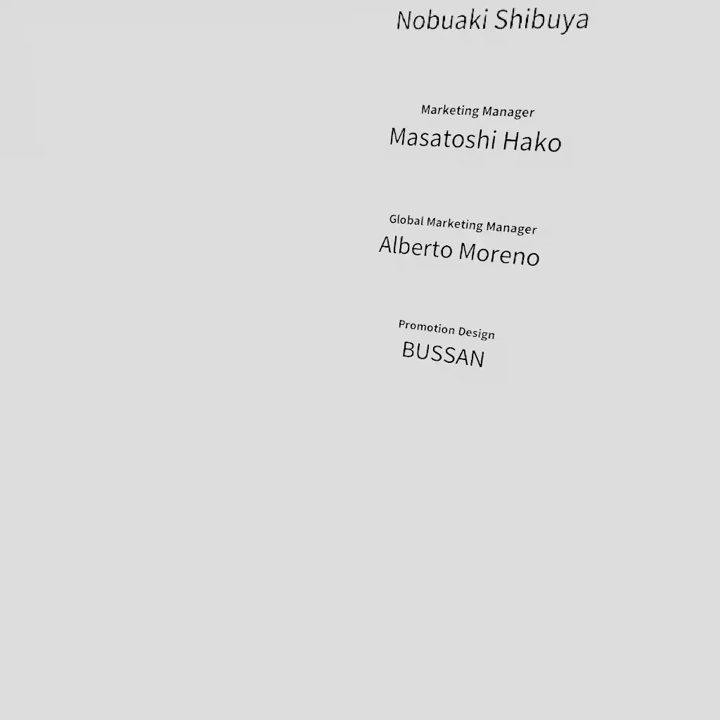 Nobuaki Shibuya
Marketing Manager
Masatoshi Hako
Global Marketing Manager
Alberto Moreno
Promotion Design
BUSSAN